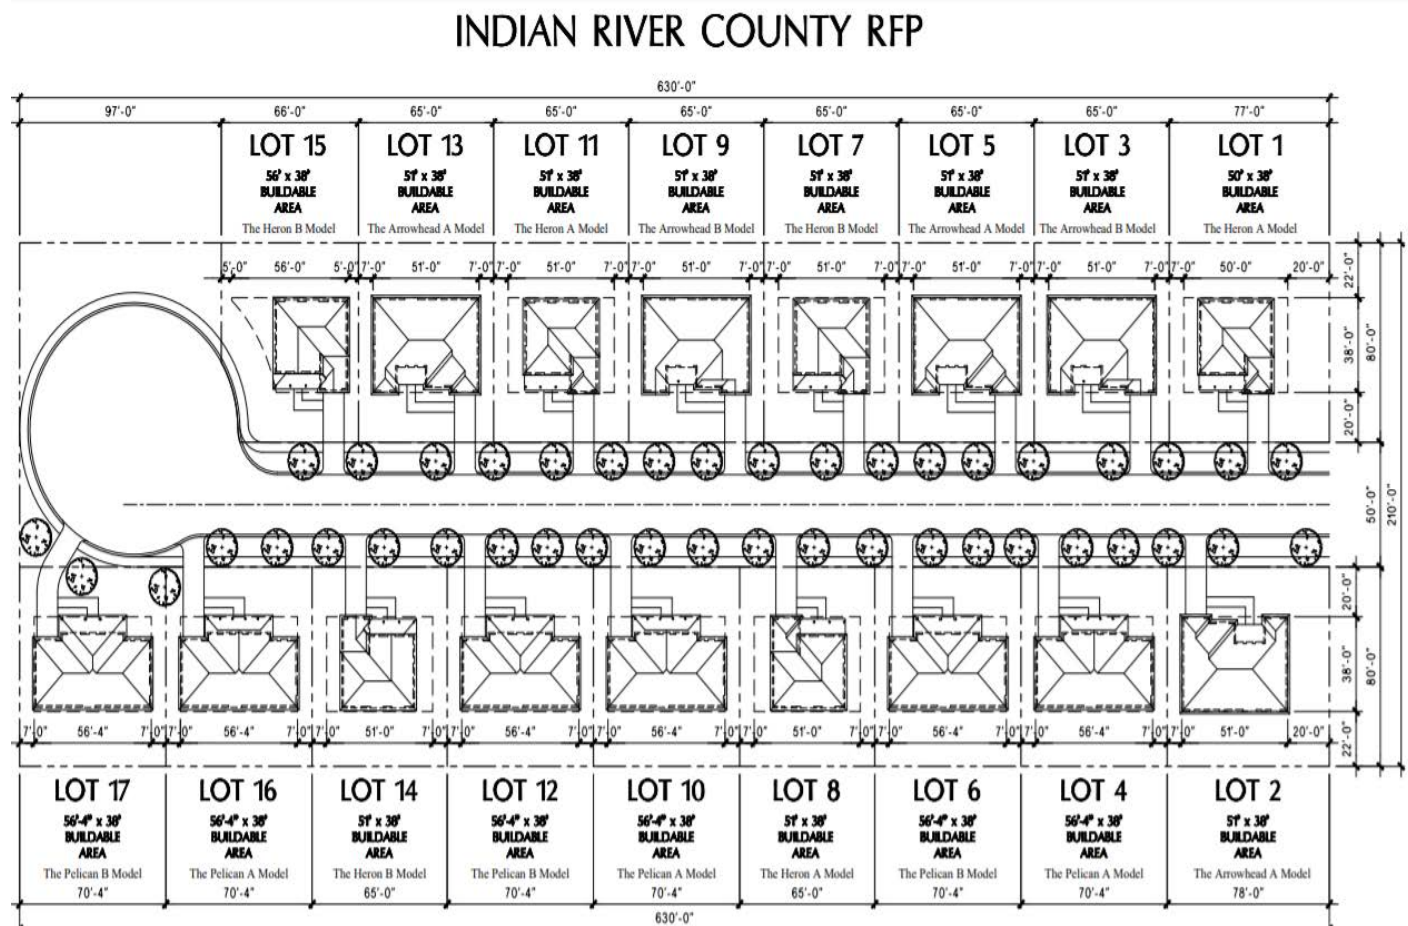 INDIAN RIVER COUNTY RFP
630'-0"
97'-0" 66'-0" 65'-0" 65'-0" 65'-0" 65'-0" 65'-0" 65'-0" 77'-0"
LOT 15 LOT 13 LOT 11 LOT 9 LOT 7 LOT 5 LOT 3 LOT 1
56' x 38' 51' x 38' 51' x 38' 51' x 38' 51' x 38' 51' x 38' 51' x 38' 50' x 38'
BUILDABLE BUILDABLE BUILDABLE BUILDABLE BUILDABLE BUILDABLE BUILDABLE BUILDABLE
AREA AREA AREA AREA AREA AREA AREA AREA
The Heron B Model The Arrowhead A Model The Heron A Model The Arrowhead B Model The Heron B Model The Arrowhead A Model The Arrowhead B Model The Heron A Model
5'-0" 56'-0" 5'-0" 7'-0" 51'-0" 7'-0" 7'-0" 51'-0" 7'-0" 7'-0" 51'-0" 7'-0" 7'-0" 51'-0" 7'-0" 7'-0" 51'-0" 7'-0" 7'-0" 51'-0" 7'-0" 7'-0" 50'-0" 20'-0"
22'-0"
38'-0" 80'-0"
20'-0"
50'-0" 210'-0"
20'-0"
38'-0" 80'-0"
22'-0"
7'-0" 56'-4" 7'-0" 7'-0" 56'-4" 7'-0" 7'-0" 51'-0" 7'-0" 7'-0" 56'-4" 7'-0" 7'-0" 56'-4" 7'-0" 7'-0" 51'-0" 7'-0" 7'-0" 56'-4" 7'-0" 7'-0" 56'-4" 7'-0" 7'-0" 51'-0" 20'-0"
LOT 17 LOT 16 LOT 14 LOT 12 LOT 10 LOT 8 LOT 6 LOT 4 LOT 2
56'-4" x 38' 56'-4" x 38' 51' x 38' 56'-4" x 38' 56'-4" x 38' 51' x 38' 56'-4" x 38' 56'-4" x 38' 51' x 38'
BUILDABLE BUILDABLE BUILDABLE BUILDABLE BUILDABLE BUILDABLE BUILDABLE BUILDABLE BUILDABLE
AREA AREA AREA AREA AREA AREA AREA AREA AREA
The Pelican B Model The Pelican A Model The Heron B Model The Pelican B Model The Pelican A Model The Heron A Model The Pelican B Model The Pelican A Model The Arrowhead A Model
70'-4" 70'-4" 65'-0" 70'-4" 70'-4" 65'-0" 70'-4" 70'-4" 78'-0"
630'-0"